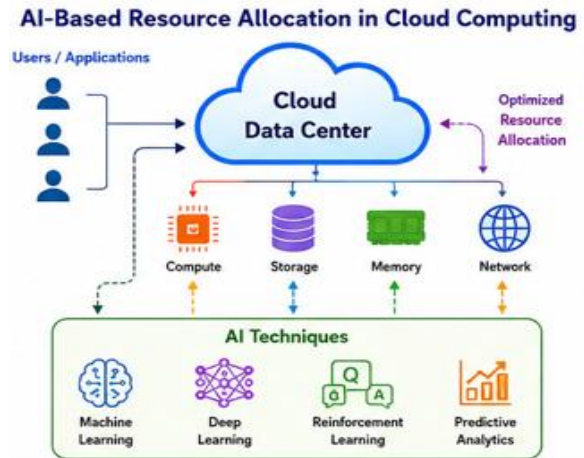 AI-Based Resource Allocation in Cloud Computing
Users / Applications
Cloud
Data Center
Optimized
Resource
Allocation
Compute
Storage
Memory
Network
AI Techniques
Q
A
Machine
Learning
Deep
Learning
Reinforcement
Learning
Predictive
Analytics